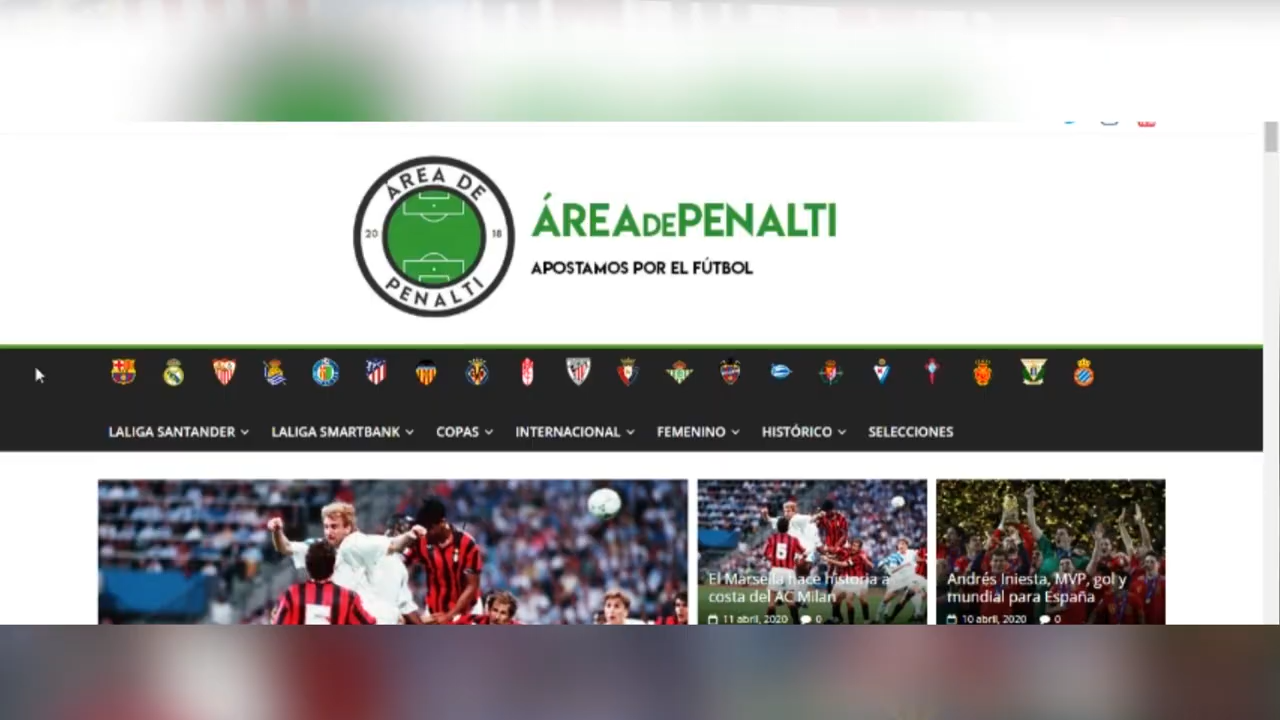 ÁREA DE
20 18
PENALTI
ÁREADEPENALTI
APOSTAMOS POR EL FÚTBOL
LALIGA SANTANDER LALIGA SMARTBANK COPAS INTERNACIONAL FEMENINO HISTÓRICO SELECCIONES
El Marsella hace historia a
costa del AC Milan
11 abril, 2020 0
Andrés Iniesta, MVP, gol y
mundial para España
10 abril, 2020 0